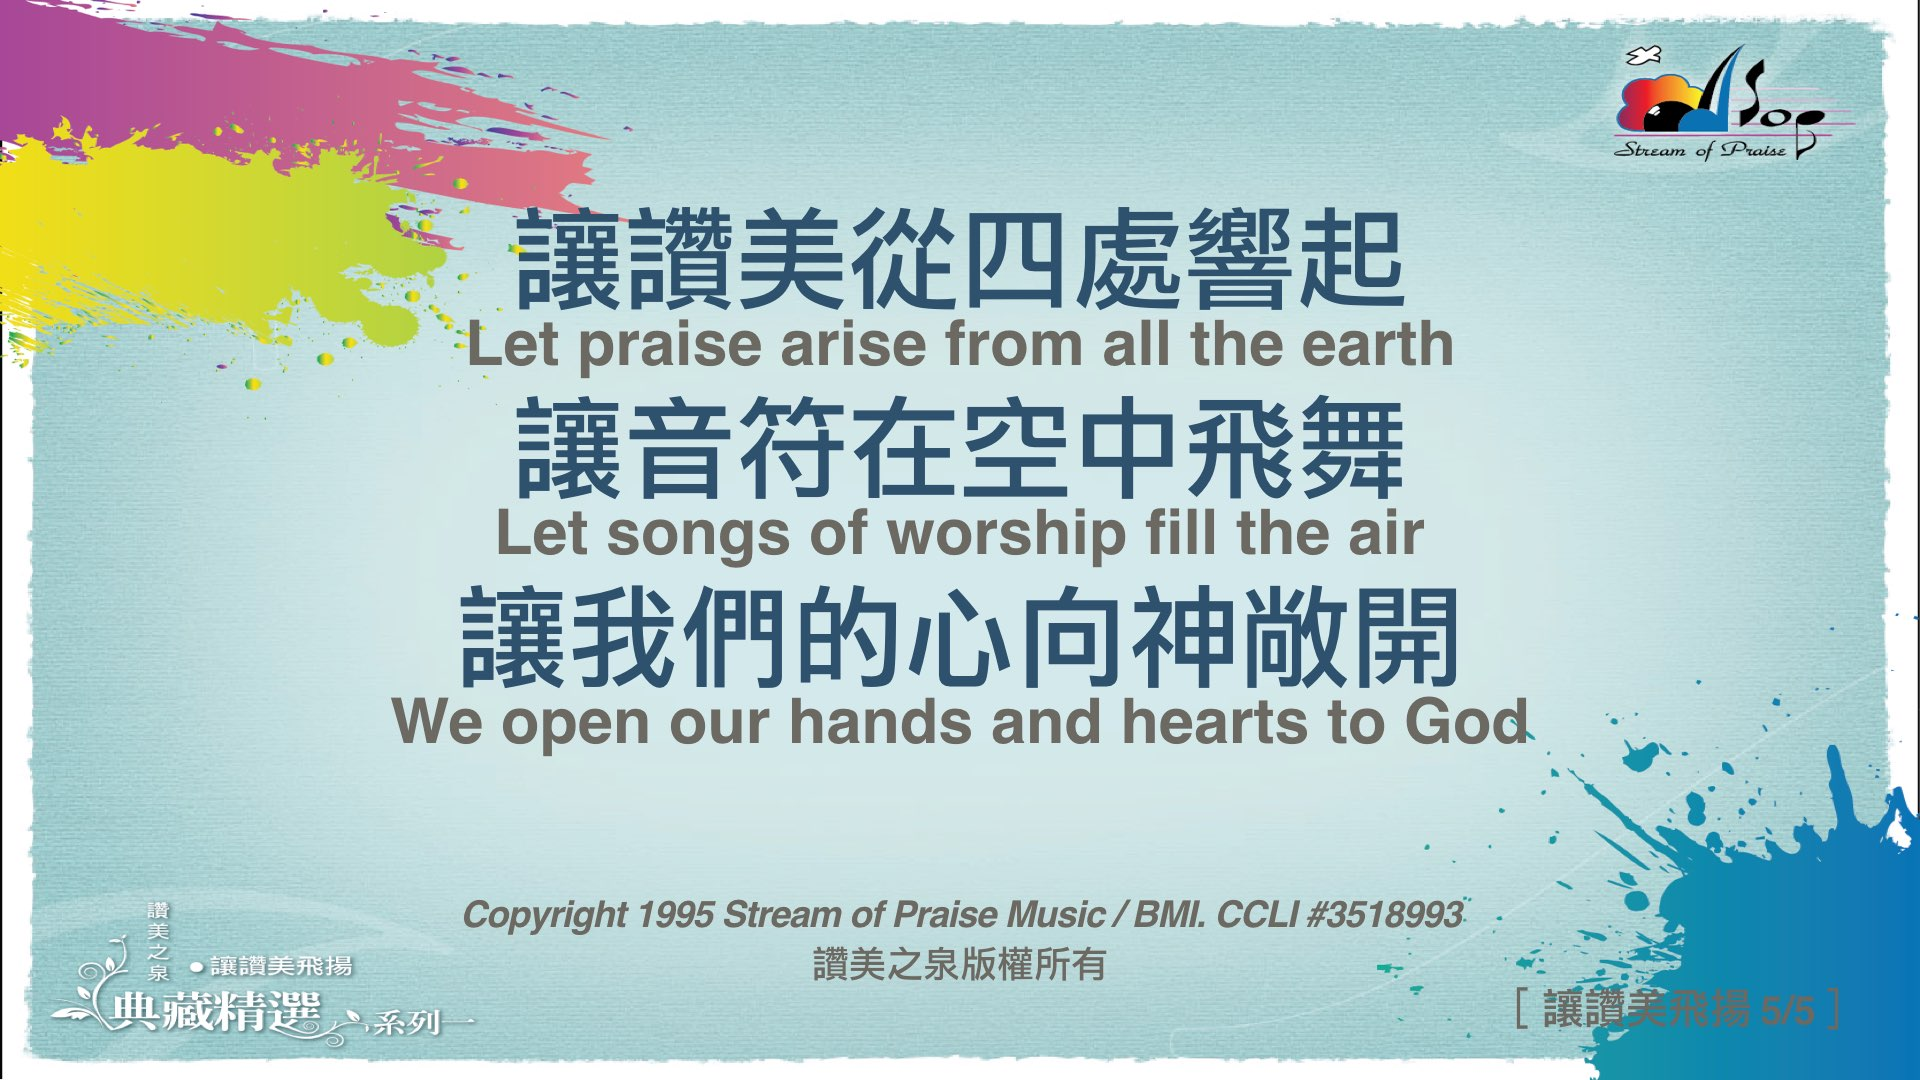 Sop
Stream of Praise
讓讚美從四處響起
Let praise arise from all the earth
讓音符在空中飛舞
Let songs of worship fill the air
讓我們的心向神敞開
We open our hands and hearts to God
Copyright 1995 Stream of Praise Music / BMI. CCLI #3518993
讚美之泉版權所有
讚美之泉
•讓讚美飛揚
典藏精選 系列一
[ 讓讚美飛揚 5/5 ]